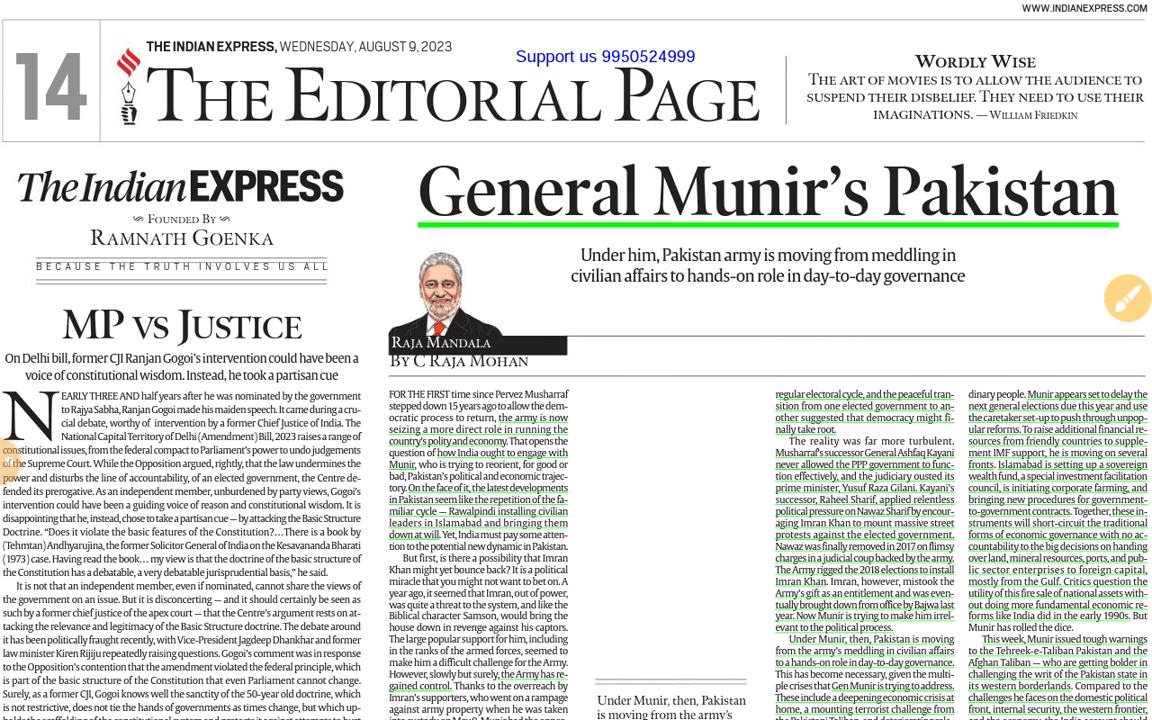 WWW.INDIANEXPRESS.COM
14
THE INDIAN EXPRESS, WEDNESDAY, AUGUST 9, 2023
Support us 9950524999
THE EDITORIAL PAGE
WORDLY WISE
THE ART OF MOVIES IS TO ALLOW THE AUDIENCE TO
SUSPEND THEIR DISBELIEF. THEY NEED TO USE THEIR
IMAGINATIONS. — WILLIAM FRIEDKIN
The Indian EXPRESS
FOUNDED BY
RAMNATH GOENKA
BECAUSE THE TRUTH INVOLVES US ALL
MP VS JUSTICE
On Delhi bill, former CJI Ranjan Gogoi's intervention could have been a
voice of constitutional wisdom. Instead, he took a partisan cue
NEARLY THREE AND half years after he was nominated by the government
to Rajya Sabha, Ranjan Gogoi made his maiden speech. It came during a cru-
cial debate, worthy of intervention by a former Chief Justice of India. The
National Capital Territory of Delhi (Amendment) Bill, 2023 raises a range of
constitutional issues, from the federal compact to Parliament's power to undo judgements
of the Supreme Court. While the Opposition argued, rightly, that the law undermines the
power and disturbs the line of accountability, of an elected government, the Centre de-
fended its prerogative. As an independent member, unburdened by party views, Gogoi's
intervention could have been a guiding voice of reason and constitutional wisdom. It is
disappointing that he, instead, chose to take a partisan cue — by attacking the Basic Structure
Doctrine. "Does it violate the basic features of the Constitution?...There is a book by
(Tehmtan) Andhyarujina, the former Solicitor General of India on the Kesavananda Bharati
(1973) case. Having read the book... my view is that the doctrine of the basic structure of
the Constitution has a debatable, a very debatable jurisprudential basis," he said.
It is not that an independent member, even if nominated, cannot share the views of
the government on an issue. But it is disconcerting — and it should certainly be seen as
such by a former chief justice of the apex court — that the Centre's argument rests on at-
tacking the relevance and legitimacy of the Basic Structure doctrine. The debate around
it has been politically fraught recently, with Vice-President Jagdeep Dhankhar and former
law minister Kiren Rijiju repeatedly raising questions. Gogoi's comment was in response
to the Opposition's contention that the amendment violated the federal principle, which
is part of the basic structure of the Constitution that even Parliament cannot change.
Surely, as a former CJI, Gogoi knows well the sanctity of the 50-year old doctrine, which
is not restrictive, does not tie the hands of governments as times change, but which up-
General Munir's Pakistan
Under him, Pakistan army is moving from meddling in
civilian affairs to hands-on role in day-to-day governance
RAJA MANDALA
BY C RAJA MOHAN
FOR THE FIRST time since Pervez Musharraf
stepped down 15 years ago to allow the dem-
ocratic process to return, the army is now
seizing a more direct role in running the
country's polity and economy. That opens the
question of how India ought to engage with
Munir, who is trying to reorient, for good or
bad, Pakistan's political and economic trajec-
tory. On the face of it, the latest developments
in Pakistan seem like the repetition of the fa-
miliar cycle — Rawalpindi installing civilian
leaders in Islamabad and bringing them
down at will. Yet, India must pay some atten-
tion to the potential new dynamic in Pakistan.
But first, is there a possibility that Imran
Khan might yet bounce back? It is a political
miracle that you might not want to bet on. A
year ago, it seemed that Imran, out of power,
was quite a threat to the system, and like the
Biblical character Samson, would bring the
house down in revenge against his captors.
The large popular support for him, including
in the ranks of the armed forces, seemed to
make him a difficult challenge for the Army.
However, slowly but surely, the Army has re-
gained control. Thanks to the overreach by
Imran's supporters, who went on a rampage
against army property when he was taken
Under Munir, then, Pakistan
is moving from the army's
regular electoral cycle, and the peaceful tran-
sition from one elected government to an-
other suggested that democracy might fi-
nally take root.
The reality was far more turbulent.
Musharraf's successor General Ashfaq Kayani
never allowed the PPP government to func-
tion effectively, and the judiciary ousted its
prime minister, Yusuf Raza Gilani. Kayani's
successor, Raheel Sharif, applied relentless
political pressure on Nawaz Sharif by encour-
aging Imran Khan to mount massive street
protests against the elected government.
Nawaz was finally removed in 2017 on flimsy
charges in a judicial coup backed by the army.
The Army rigged the 2018 elections to install
Imran Khan. Imran, however, mistook the
Army's gift as an entitlement and was even-
tually brought down from office by Bajwa last
year. Now Munir is trying to make him irrel-
evant to the political process.
Under Munir, then, Pakistan is moving
from the army's meddling in civilian affairs
to a hands-on role in day-to-day governance.
This has become necessary, given the multi-
ple crises that Gen Munir is trying to address.
These include a deepening economic crisis at
home, a mounting terrorist challenge from
dinary people. Munir appears set to delay the
next general elections due this year and use
the caretaker set-up to push through unpop-
ular reforms. To raise additional financial re-
sources from friendly countries to supple-
ment IMF support, he is moving on several
fronts. Islamabad is setting up a sovereign
wealth fund, a special investment facilitation
council, is initiating corporate farming, and
bringing new procedures for government-
to-government contracts. Together, these in-
struments will short-circuit the traditional
forms of economic governance with no ac-
countability to the big decisions on handing
over land, mineral resources, ports, and pub-
lic sector enterprises to foreign capital,
mostly from the Gulf. Critics question the
utility of this fire sale of national assets with-
out doing more fundamental economic re-
forms like India did in the early 1990s. But
Munir has rolled the dice.
This week, Munir issued tough warnings
to the Tehreek-e-Taliban Pakistan and the
Afghan Taliban — who are getting bolder in
challenging the writ of the Pakistan state in
its western borderlands. Compared to the
challenges he faces on the domestic political
front, internal security, the western frontier,